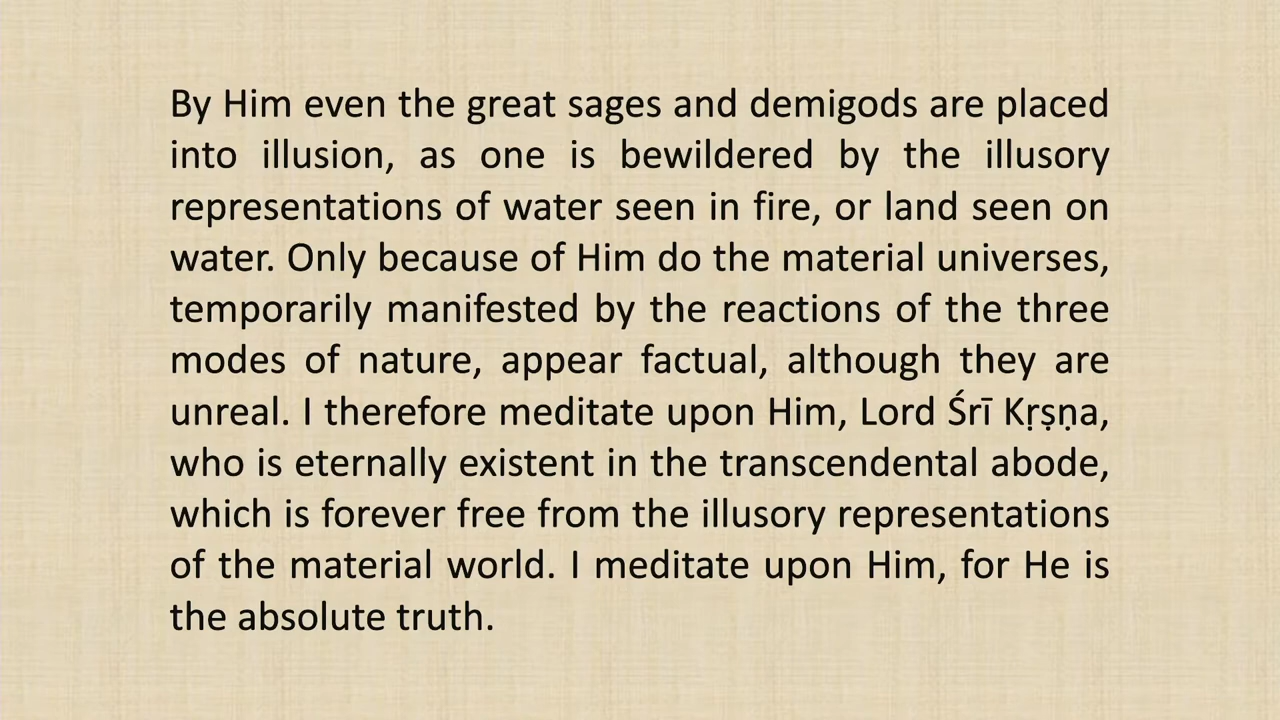 By Him even the great sages and demigods are placed
into illusion, as one is bewildered by the illusory
representations of water seen in fire, or land seen on
water. Only because of Him do the material universes,
temporarily manifested by the reactions of the three
modes of nature, appear factual, although they are
unreal. I therefore meditate upon Him, Lord Śrī Kṛṣṇa,
who is eternally existent in the transcendental abode,
which is forever free from the illusory representations
of the material world. I meditate upon Him, for He is
the absolute truth.